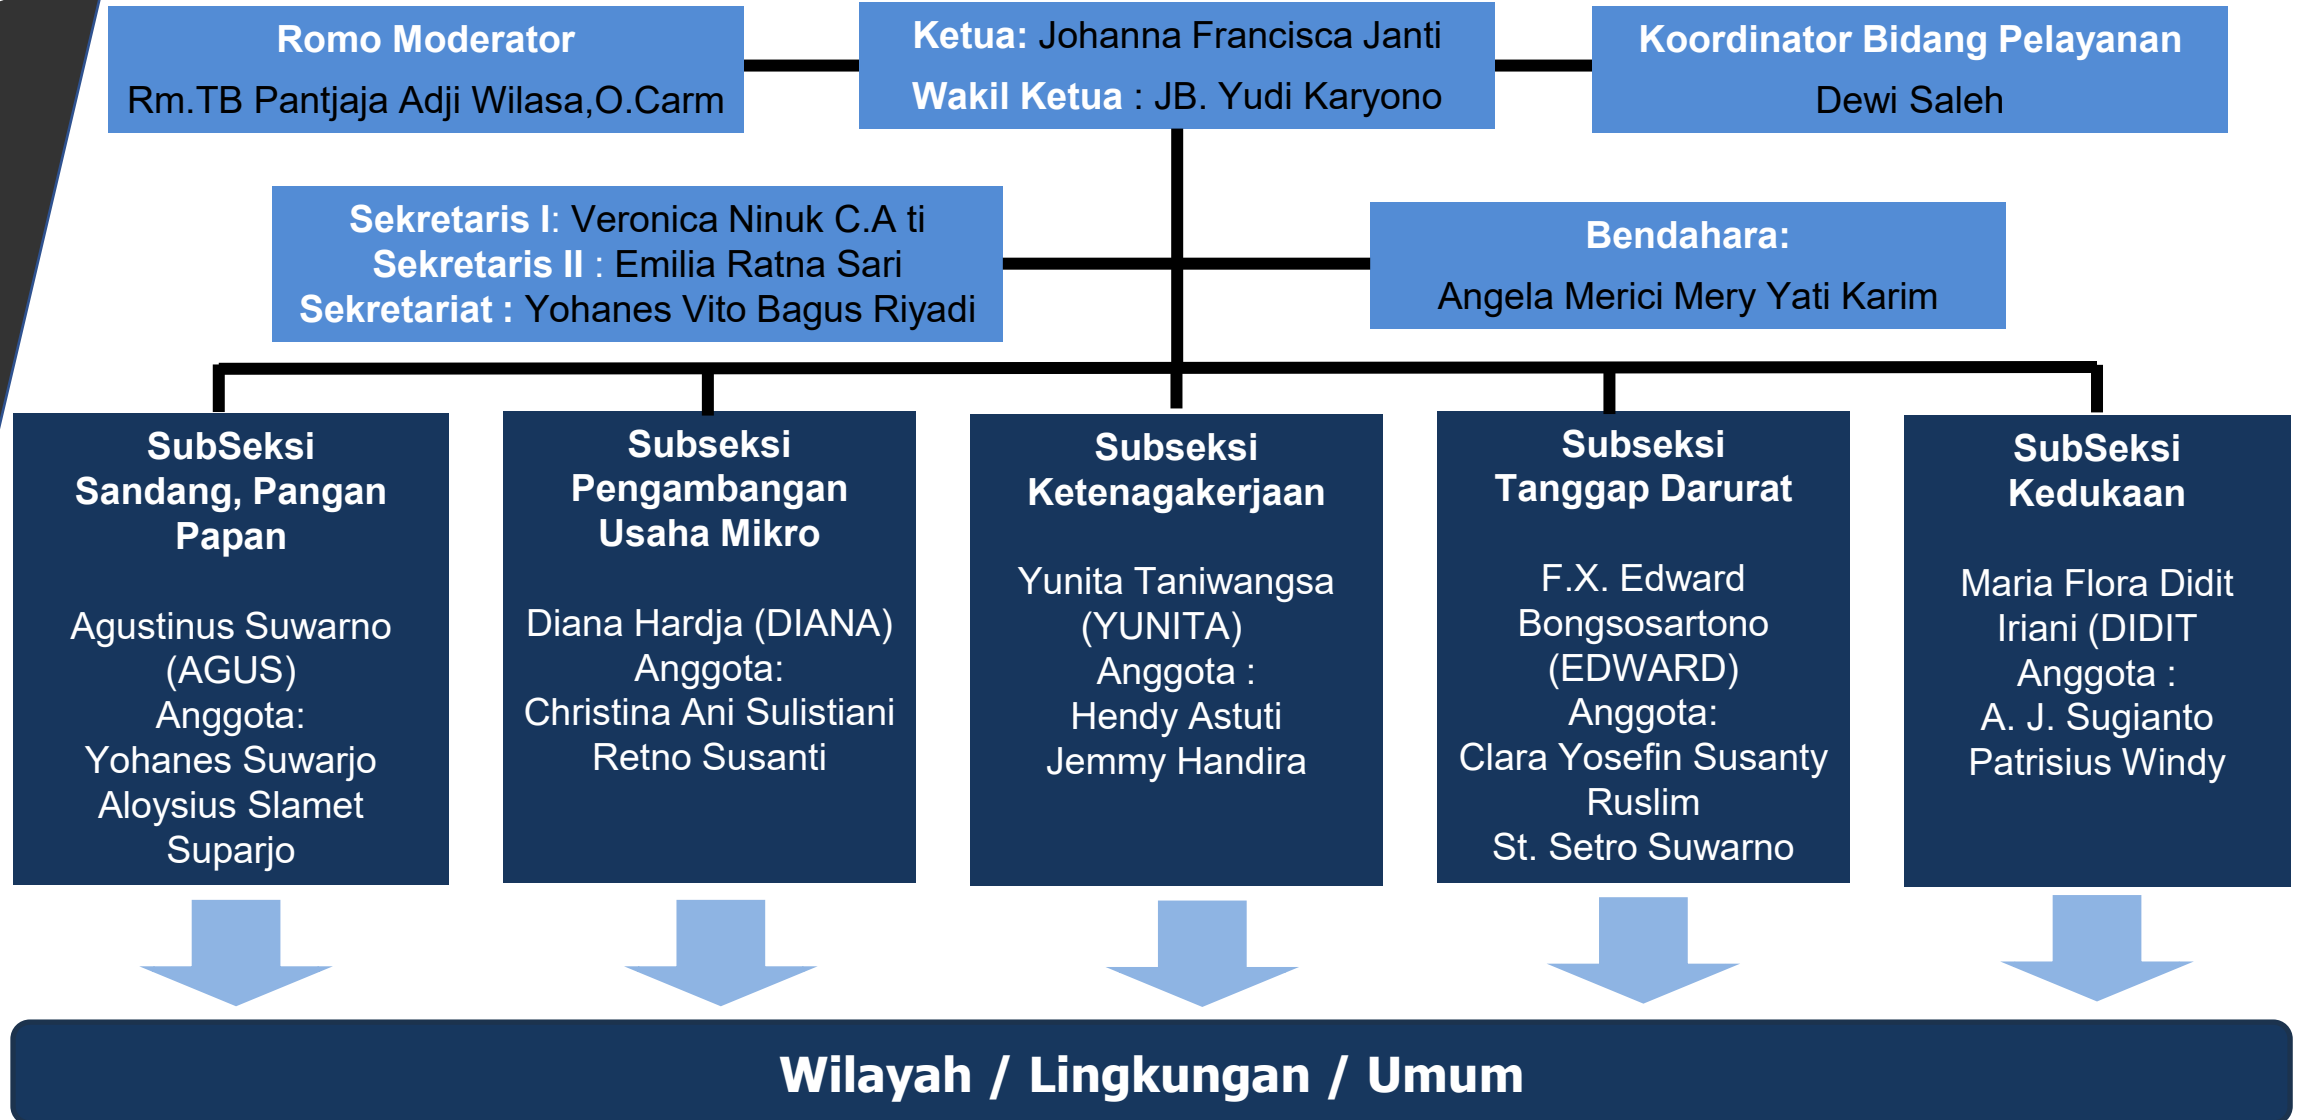 Romo Moderator
Rm.TB Pantjaja Adji Wilasa,O.Carm
Ketua: Johanna Francisca Janti
Wakil Ketua : JB. Yudi Karyono
Koordinator Bidang Pelayanan
Dewi Saleh
Sekretaris I: Veronica Ninuk C.A ti
Sekretaris II : Emilia Ratna Sari
Sekretariat : Yohanes Vito Bagus Riyadi
Bendahara:
Angela Merici Mery Yati Karim
SubSeksi
Sandang, Pangan
Papan
Agustinus Suwarno
(AGUS)
Anggota:
Yohanes Suwarjo
Aloysius Slamet
Suparjo
Subseksi
Pengambangan
Usaha Mikro
Diana Hardja (DIANA)
Anggota:
Christina Ani Sulistiani
Retno Susanti
Subseksi
Ketenagakerjaan
Yunita Taniwangsa
(YUNITA)
Anggota :
Hendy Astuti
Jemmy Handira
Subseksi
Tanggap Darurat
F.X. Edward
Bongsosartono
(EDWARD)
Anggota:
Clara Yosefin Susanty
Ruslim
St. Setro Suwarno
SubSeksi
Kedukaan
Maria Flora Didit
Iriani (DIDIT
Anggota :
A. J. Sugianto
Patrisius Windy
Wilayah / Lingkungan / Umum